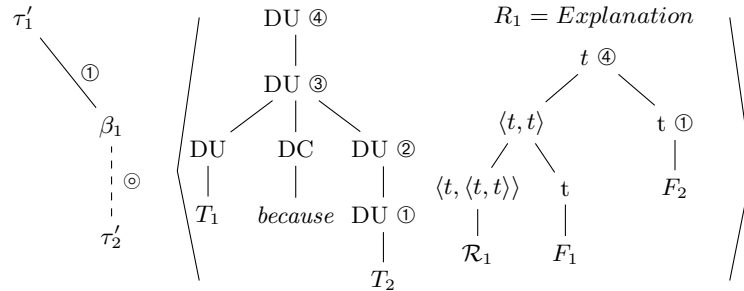 τ′₁ DU ④ R₁ = Explanation
① DU ③ t ④
β₁ DU DC DU ② ⟨t, t⟩ t ①
◎ T₁ because DU ① ⟨t, ⟨t, t⟩⟩ t F₂
τ′₂ T₂ ℛ₁ F₁